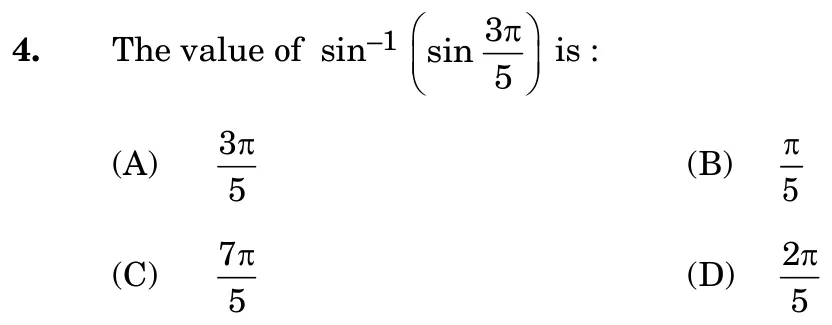 4. The value of sin⁻¹ (sin 3π/5) is :
(A) 3π/5 (B) π/5
(C) 7π/5 (D) 2π/5